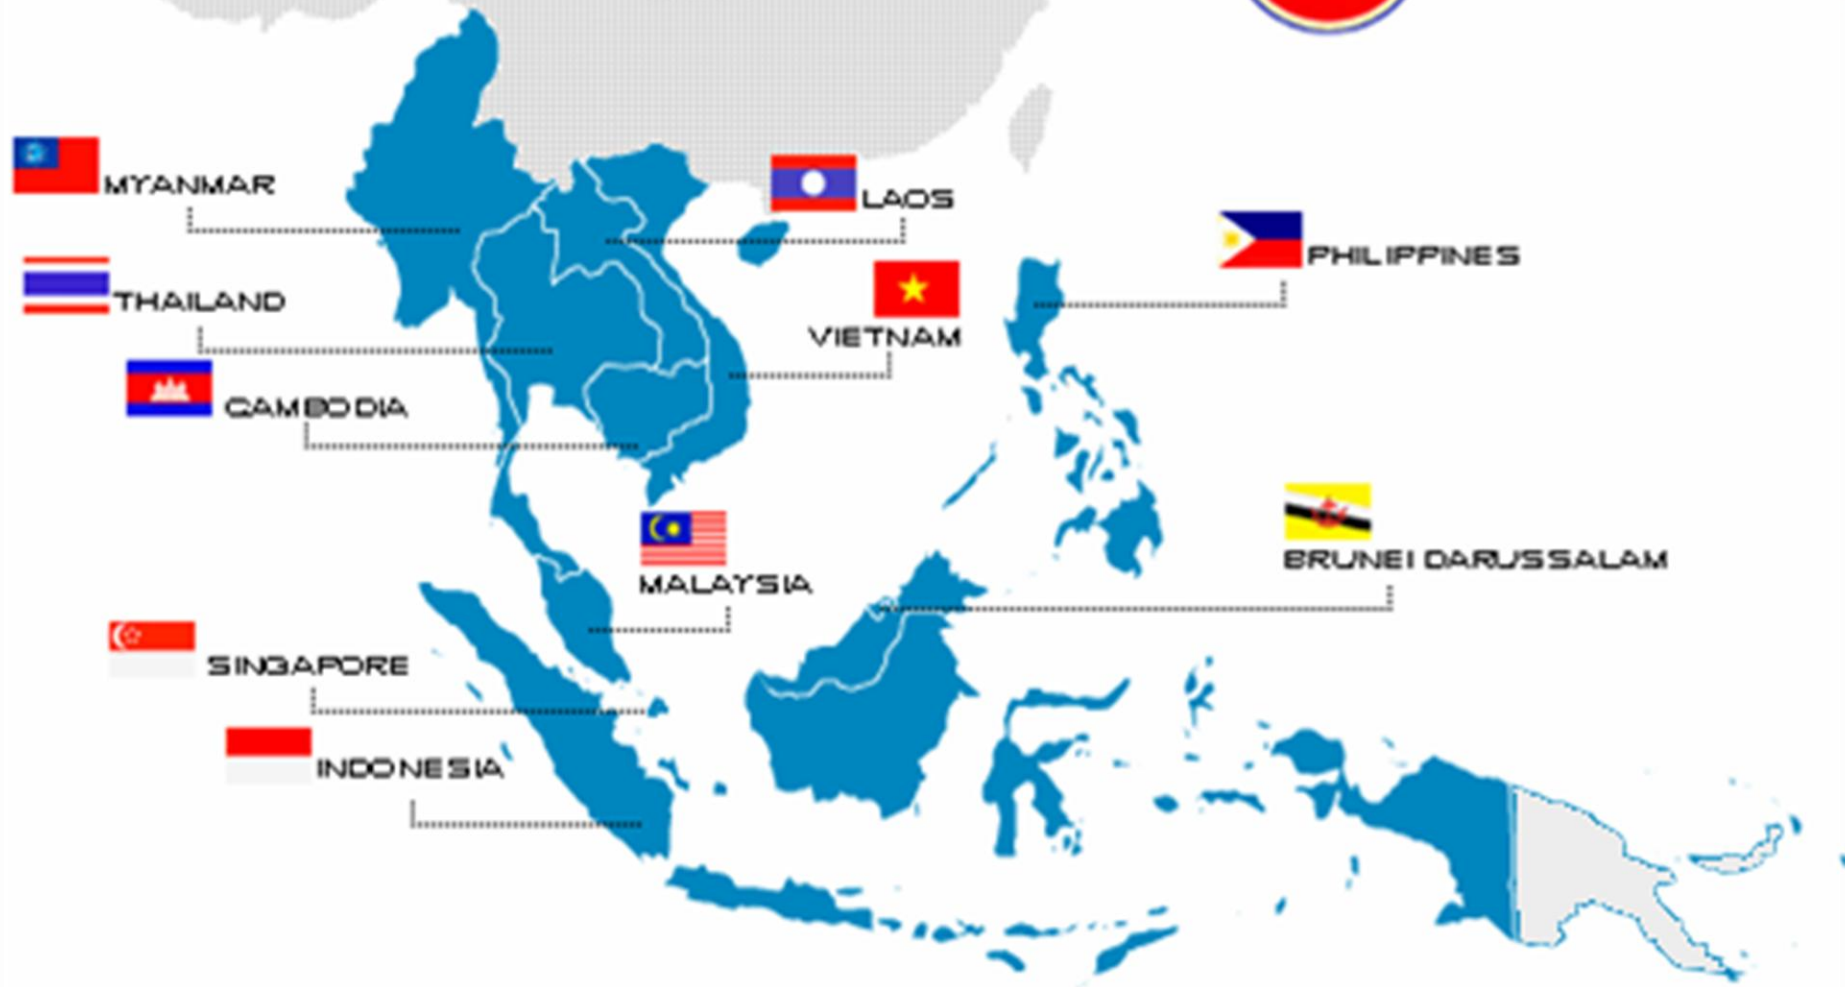 MYANMAR
LAOS
PHILIPPINES
THAILAND
VIETNAM
CAMBODIA
BRUNEI DARUSSALAM
MALAYSIA
SINGAPORE
INDONESIA